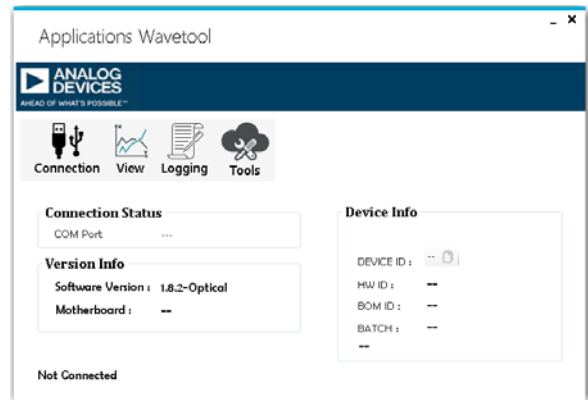 Applications Wavetool
ANALOG
DEVICES
AHEAD OF WHAT'S POSSIBLE™
Connection View Logging Tools
Connection Status
COM Port ---
Version Info
Software Version : 1.8.2-Optical
Motherboard : --
Device Info
DEVICE ID : --
HW ID : --
BOM ID : --
BATCH : --
--
Not Connected